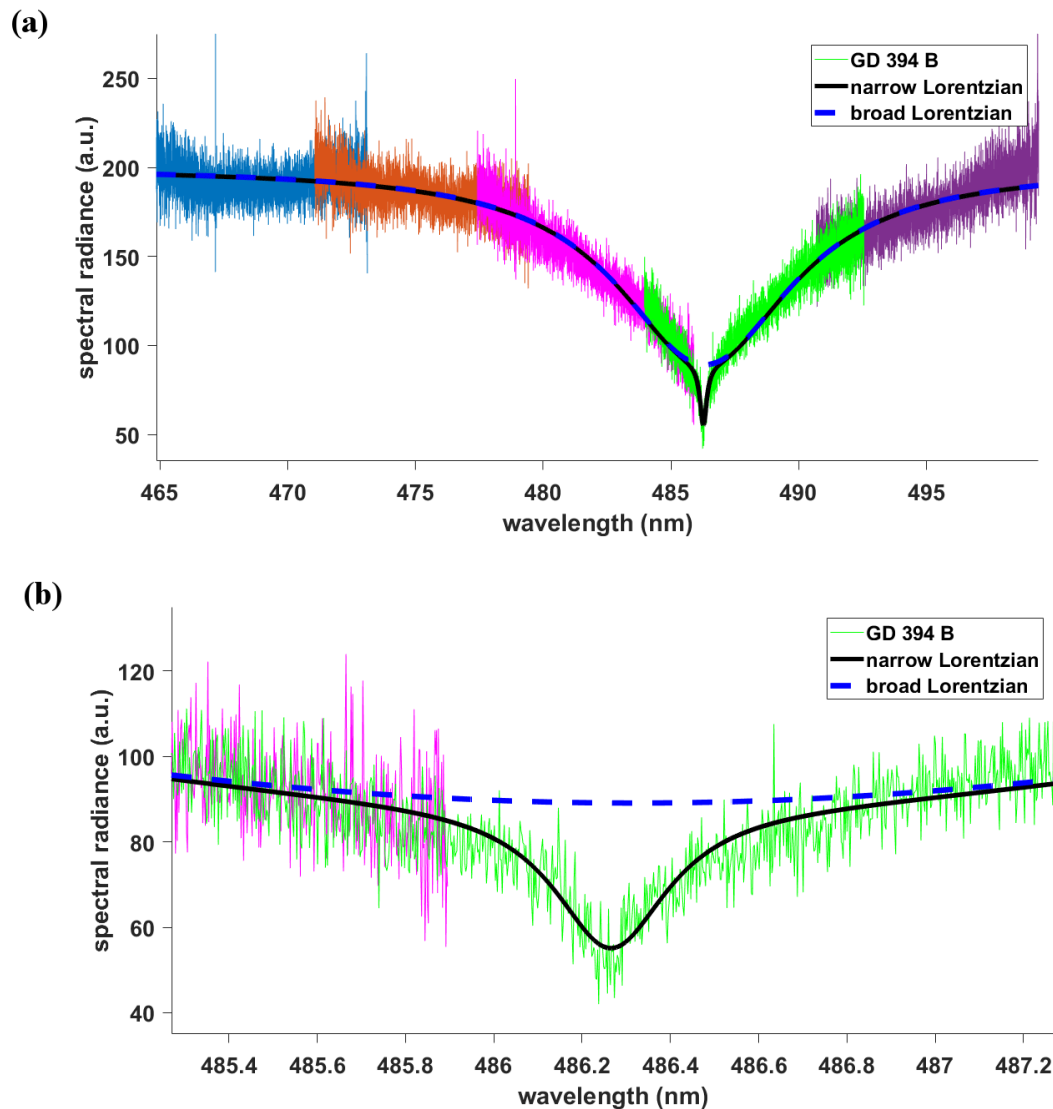 (a)
GD 394 B
narrow Lorentzian
broad Lorentzian
spectral radiance (a.u.)
250
200
150
100
50
465 470 475 480 485 490 495
wavelength (nm)
(b)
GD 394 B
narrow Lorentzian
broad Lorentzian
spectral radiance (a.u.)
120
100
80
60
40
485.4 485.6 485.8 486 486.2 486.4 486.6 486.8 487 487.2
wavelength (nm)